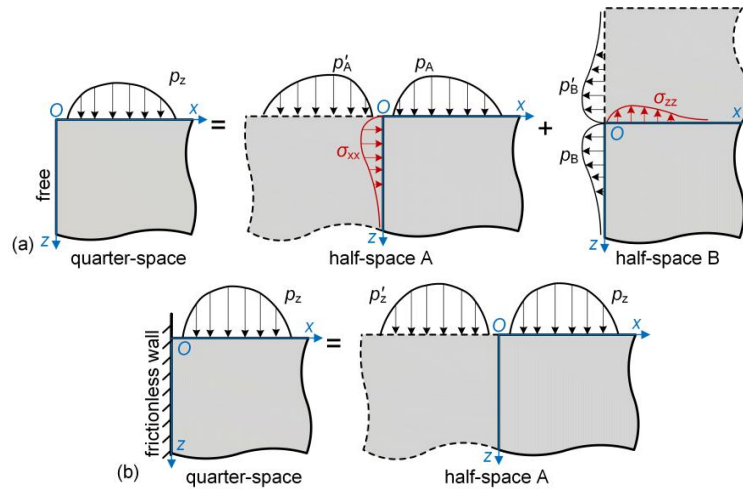 p_z
p'_A
p_A
p'_B
σ_zz
O
x
=
O
x
+
O
x
σ_xx
p_B
free
(a)
z
z
z
quarter-space
half-space A
half-space B
p_z
p'_z
p_z
frictionless wall
O
x
=
O
x
z
z
(b)
quarter-space
half-space A